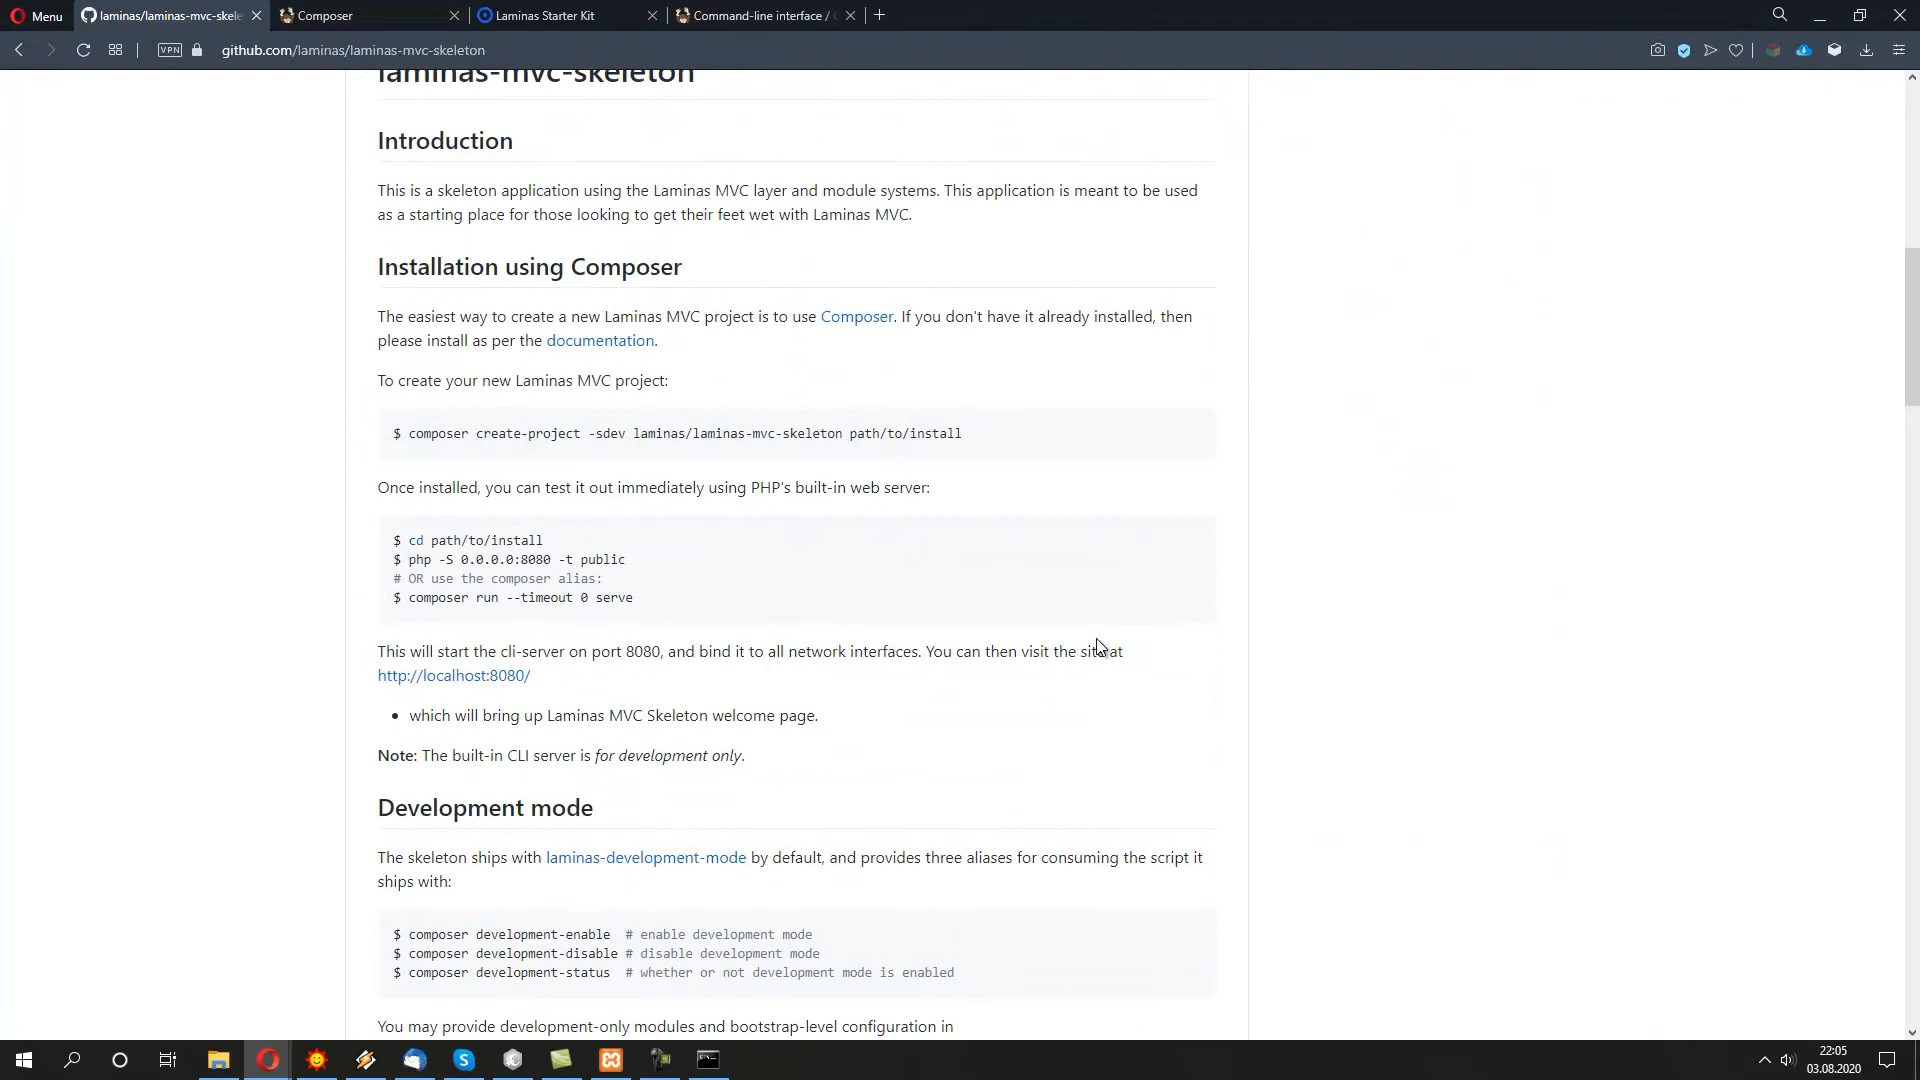 Menu
laminas/laminas-mvc-skele
Composer
Laminas Starter Kit
Command-line interface /
VPN
github.com/laminas/laminas-mvc-skeleton
laminas-mvc-skeleton
Introduction
This is a skeleton application using the Laminas MVC layer and module systems. This application is meant to be used
as a starting place for those looking to get their feet wet with Laminas MVC.
Installation using Composer
The easiest way to create a new Laminas MVC project is to use Composer. If you don't have it already installed, then
please install as per the documentation.
To create your new Laminas MVC project:
$ composer create-project -sdev laminas/laminas-mvc-skeleton path/to/install
Once installed, you can test it out immediately using PHP's built-in web server:
$ cd path/to/install
$ php -S 0.0.0.0:8080 -t public
# OR use the composer alias:
$ composer run --timeout 0 serve
This will start the cli-server on port 8080, and bind it to all network interfaces. You can then visit the site at
http://localhost:8080/
• which will bring up Laminas MVC Skeleton welcome page.
Note: The built-in CLI server is for development only.
Development mode
The skeleton ships with laminas-development-mode by default, and provides three aliases for consuming the script it
ships with:
$ composer development-enable  # enable development mode
$ composer development-disable # disable development mode
$ composer development-status  # whether or not development mode is enabled
You may provide development-only modules and bootstrap-level configuration in
22:05
03.08.2020